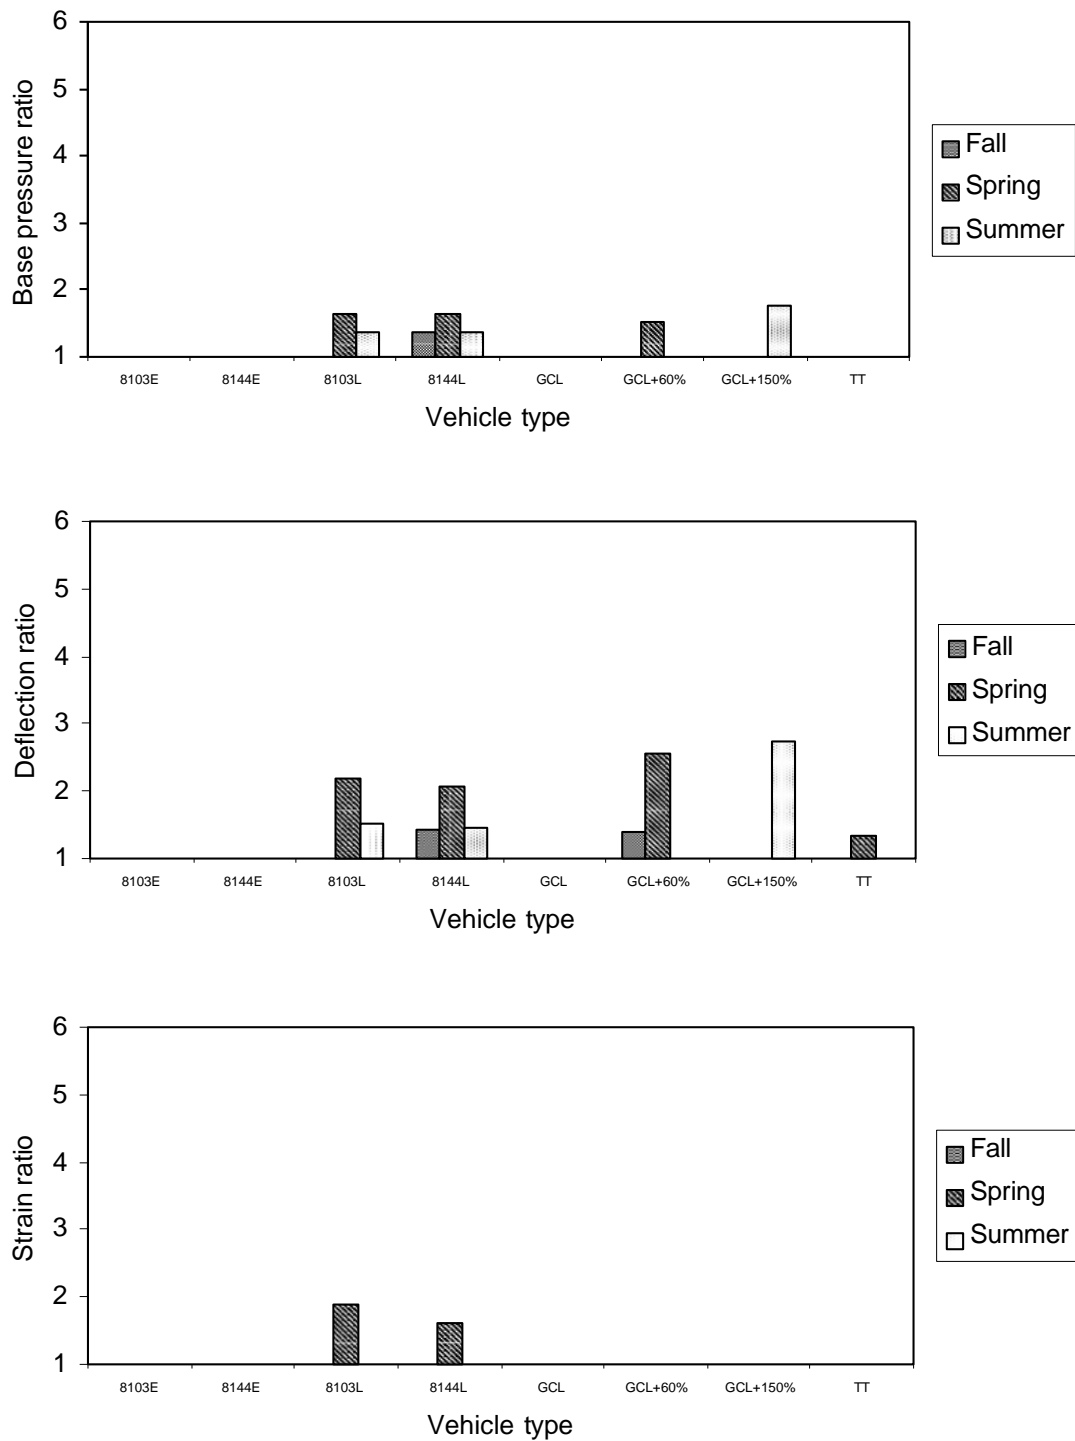 6
5
4
3
2
1
Base pressure ratio
8103E 8144E 8103L 8144L GCL GCL+60% GCL+150% TT
Vehicle type
Fall
Spring
Summer
6
5
4
3
2
1
Deflection ratio
8103E 8144E 8103L 8144L GCL GCL+60% GCL+150% TT
Vehicle type
Fall
Spring
Summer
6
5
4
3
2
1
Strain ratio
8103E 8144E 8103L 8144L GCL GCL+60% GCL+150% TT
Vehicle type
Fall
Spring
Summer